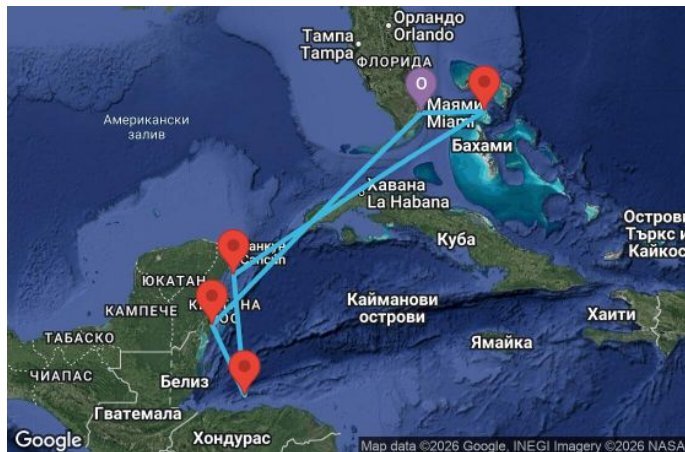 Орландо
Orlando
Тампа
Tampa
ФЛОРИДА
O
Маями
Miami
Американски
залив
Бахами
Хавана
La Habana
Острови
Търкс и
Кайкос
Куба
Cancún
ЮКАТАН
КАМПЕЧЕ
Кайманови
острови
Хаити
ТАБАСКО
Ямайка
ЧИАПАС
Белиз
Гватемала
Хондурас
Google
Map data ©2026 Google, INEGI Imagery ©2026 NASA